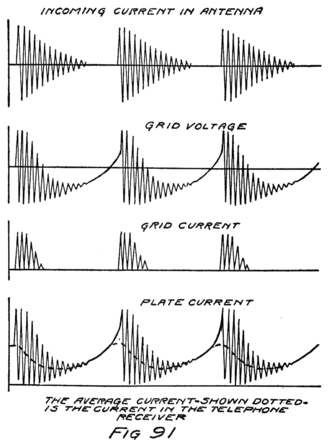 INCOMING CURRENT IN ANTENNA
GRID VOLTAGE
GRID CURRENT
PLATE CURRENT
THE AVERAGE CURRENT-SHOWN DOTTED-
IS THE CURRENT IN THE TELEPHONE
RECEIVER
FIG 91